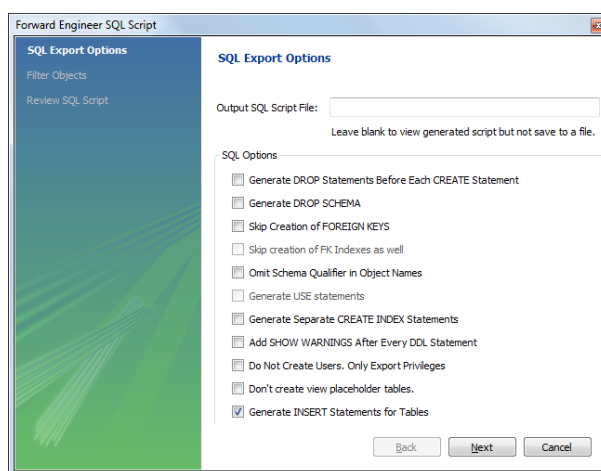 Forward Engineer SQL Script
SQL Export Options
Filter Objects
Review SQL Script
SQL Export Options
Output SQL Script File:
Leave blank to view generated script but not save to a file.
SQL Options
Generate DROP Statements Before Each CREATE Statement
Generate DROP SCHEMA
Skip Creation of FOREIGN KEYS
Skip creation of FK Indexes as well
Omit Schema Qualifier in Object Names
Generate USE statements
Generate Separate CREATE INDEX Statements
Add SHOW WARNINGS After Every DDL Statement
Do Not Create Users. Only Export Privileges
Don't create view placeholder tables.
Generate INSERT Statements for Tables
Back Next Cancel